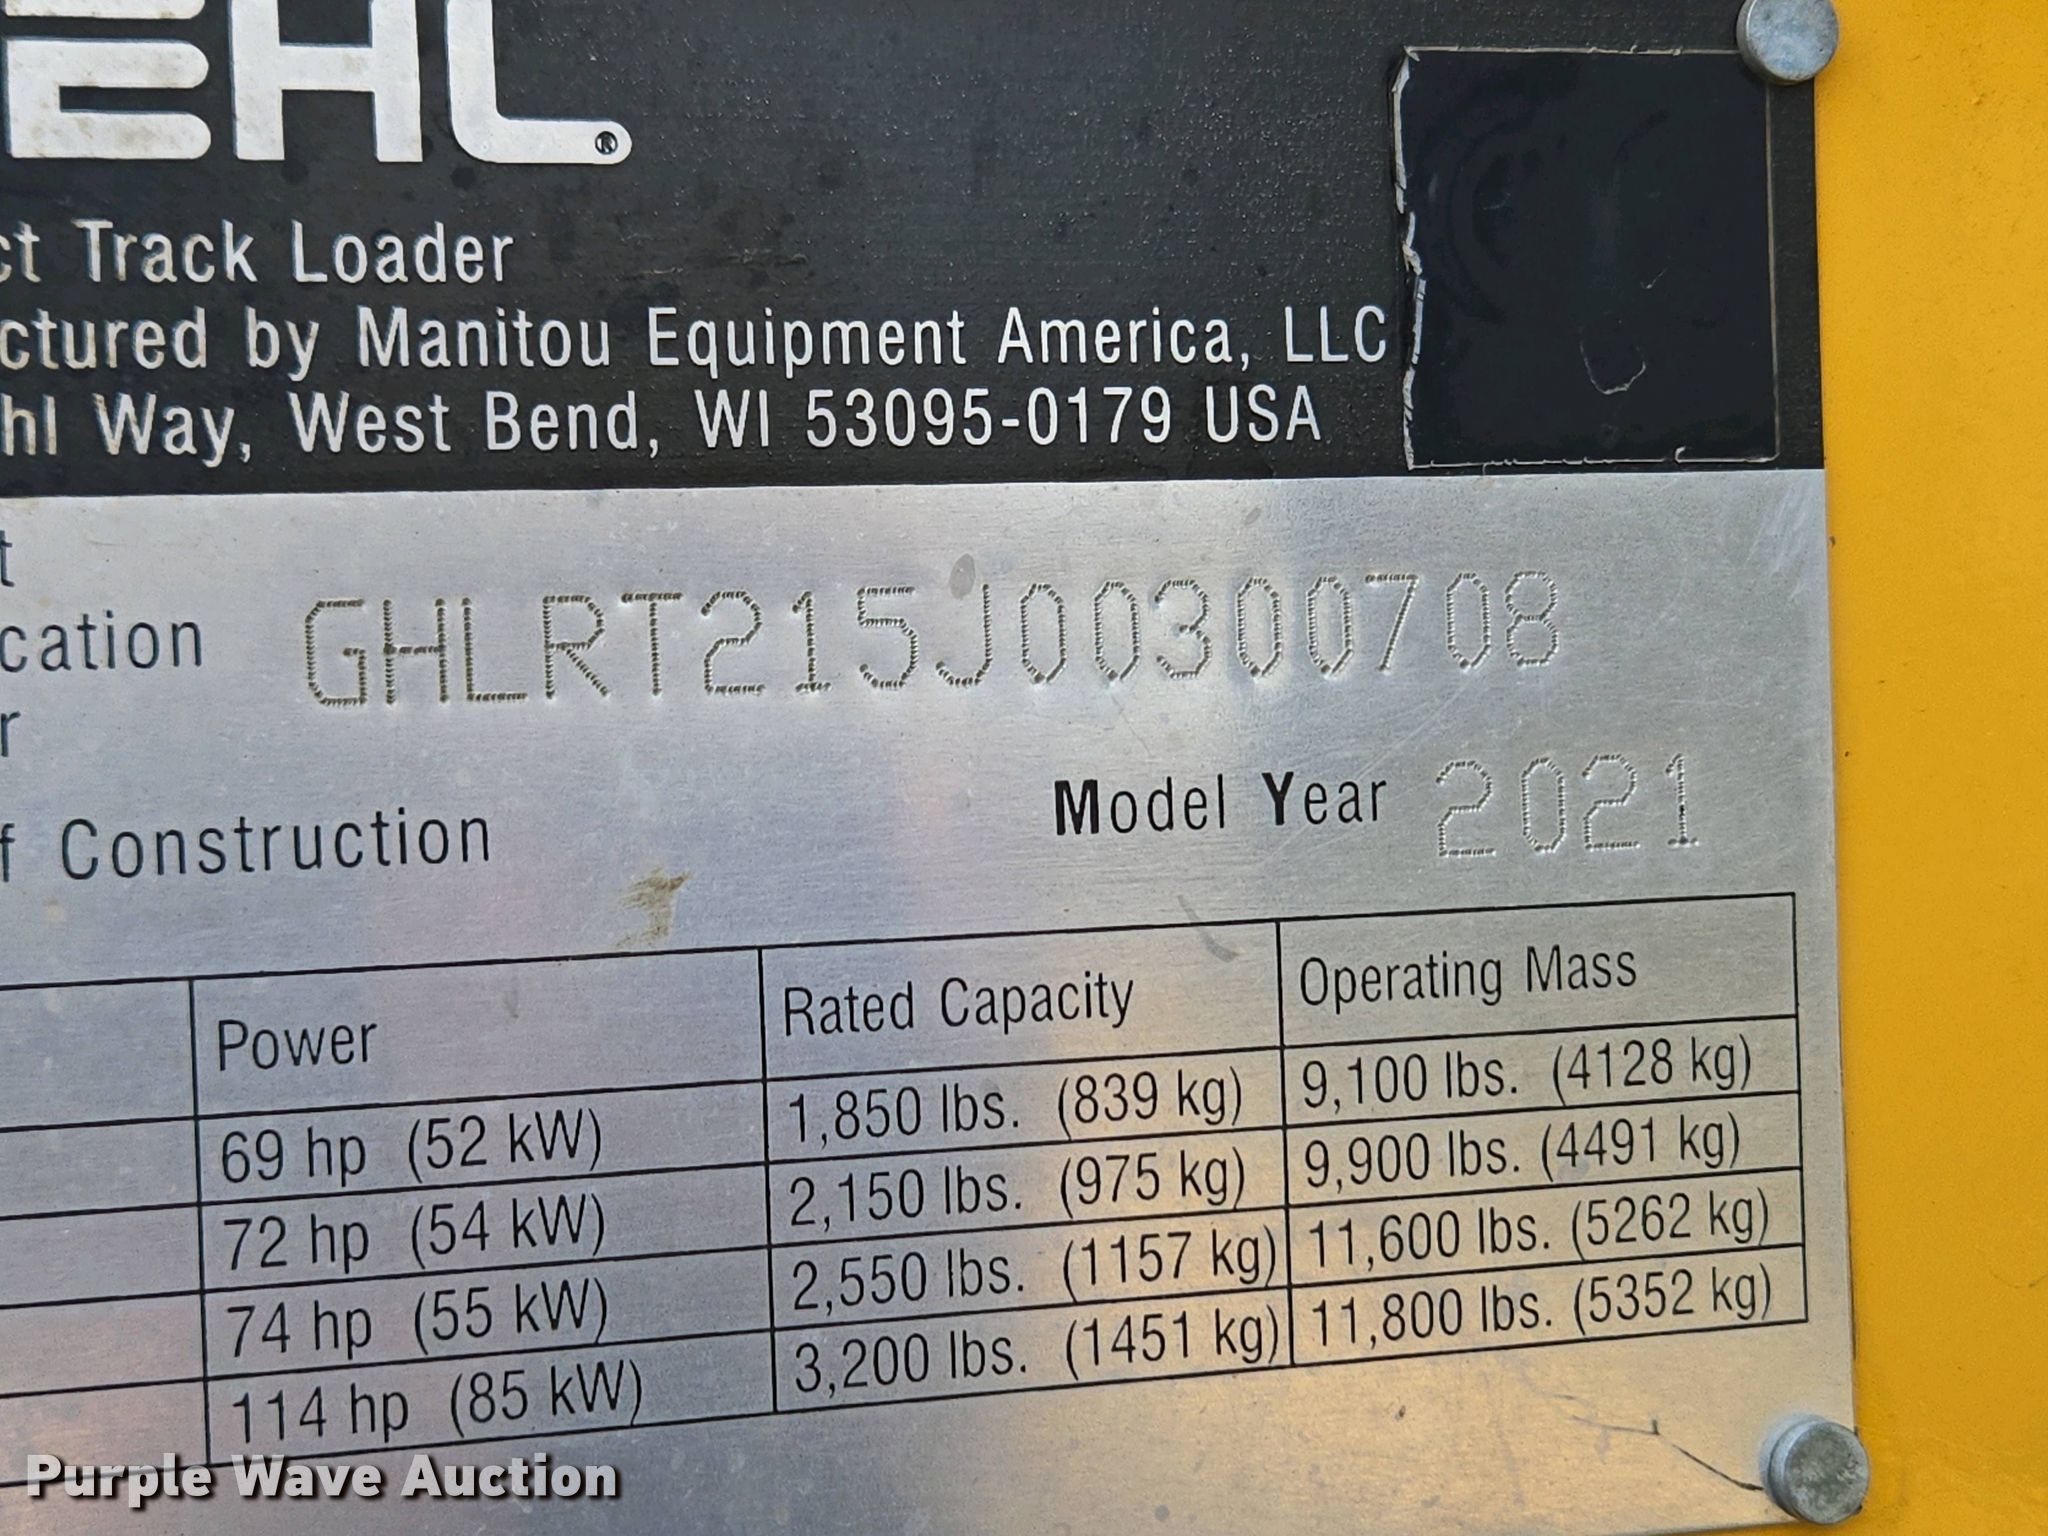 EHL®
ct Track Loader
ctured by Manitou Equipment America, LLC
hl Way, West Bend, WI 53095-0179 USA
t
cation GHLRT215J00300708
r
Model Year 2021
f Construction
Power Rated Capacity Operating Mass
69 hp (52 kW) 1,850 lbs. (839 kg) 9,100 lbs. (4128 kg)
72 hp (54 kW) 2,150 lbs. (975 kg) 9,900 lbs. (4491 kg)
74 hp (55 kW) 2,550 lbs. (1157 kg) 11,600 lbs. (5262 kg)
114 hp (85 kW) 3,200 lbs. (1451 kg) 11,800 lbs. (5352 kg)
Purple Wave Auction